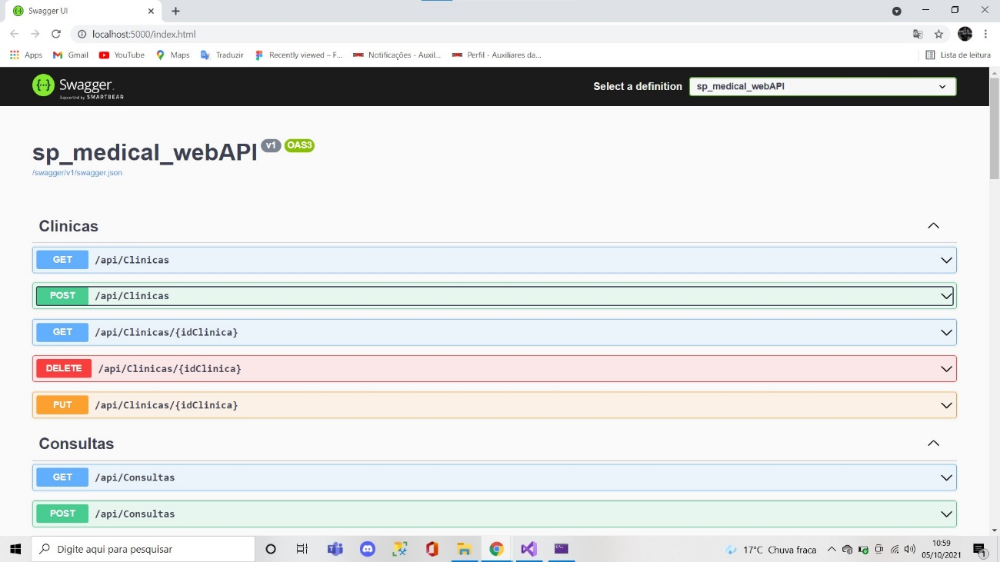 Swagger UI
localhost:5000/index.html
Apps Gmail YouTube Maps Traduzir Recently viewed – F... Notificações - Auxil... Perfil - Auxiliares da... Lista de leitura
Swagger
Supported by SMARTBEAR
Select a definition sp_medical_webAPI
sp_medical_webAPI v1 OAS3
/swagger/v1/swagger.json
Clinicas
GET /api/Clinicas
POST /api/Clinicas
GET /api/Clinicas/{idClinica}
DELETE /api/Clinicas/{idClinica}
PUT /api/Clinicas/{idClinica}
Consultas
GET /api/Consultas
POST /api/Consultas
Digite aqui para pesquisar 17°C Chuva fraca 10:59
05/10/2021
1